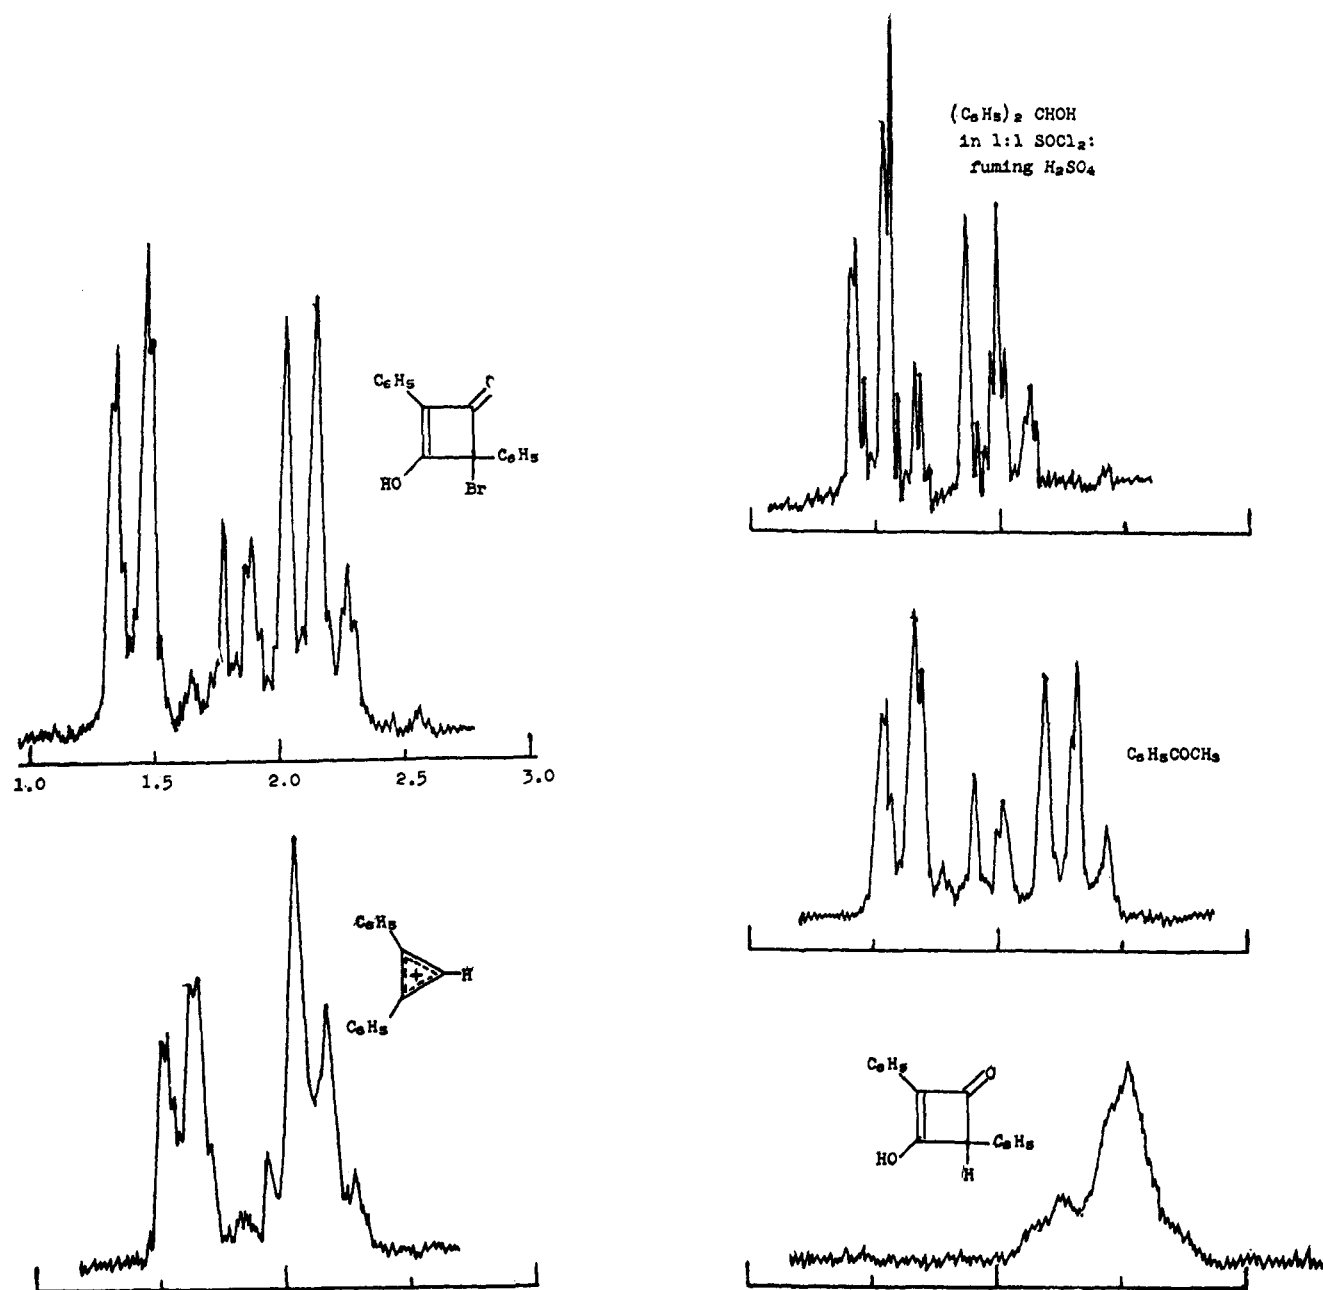 (C₆H₅)₂ CHOH
in 1:1 SOCl₂:
fuming H₂SO₄
C₆H₅
O
C₆H₅
HO
Br
1.0 1.5 2.0 2.5 3.0
C₆H₅COCH₃
C₆H₅
+
H
C₆H₅
C₆H₅
O
C₆H₅
HO
H